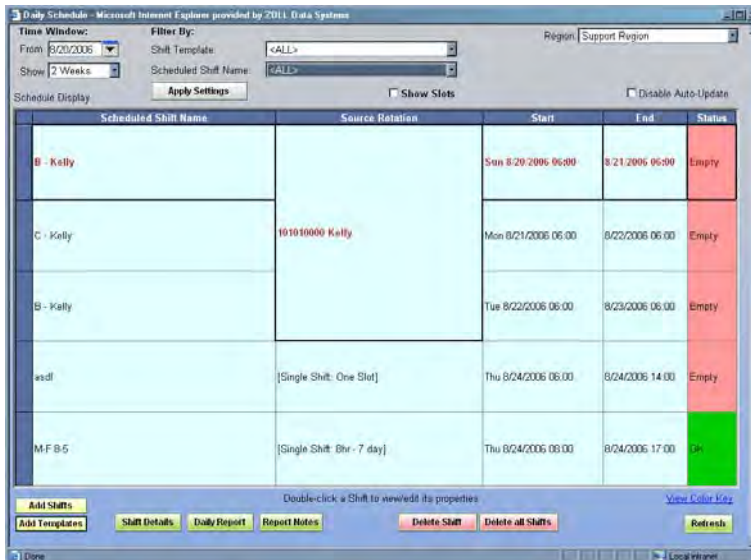 Daily Schedule - Microsoft Internet Explorer provided by ZOLL Data Systems
Time Window: Filter By: Region: Support Region
From 8/20/2006 Shift Template: <ALL>
Show 2 Weeks Scheduled Shift Name: <ALL>
Schedule Display Apply Settings Show Slots Disable Auto-Update
Scheduled Shift Name Source Rotation Start End Status
B - Kelly Sun 8/20/2006 06:00 8/21/2006 06:00 Empty
C - Kelly 101010000 Kelly Mon 8/21/2006 06:00 8/22/2006 06:00 Empty
B - Kelly Tue 8/22/2006 06:00 8/23/2006 06:00 Empty
asdf [Single Shift: One Slot] Thu 8/24/2006 06:00 8/24/2006 14:00 Empty
M-F 8-5 [Single Shift: 8hr - 7 day] Thu 8/24/2006 08:00 8/24/2006 17:00 OK
Double-click a Shift to view/edit its properties View Color Key
Add Shifts
Add Templates Shift Details Daily Report Report Notes Delete Shift Delete all Shifts Refresh
Done Local intranet